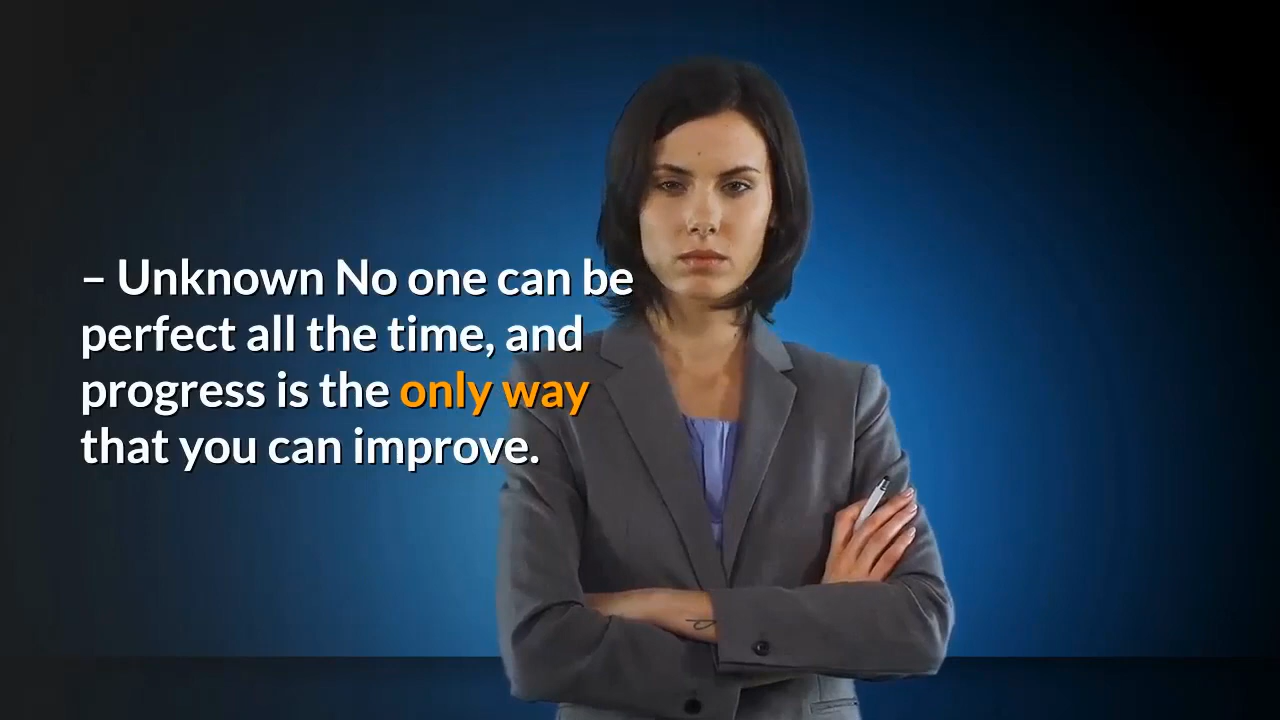 – Unknown No one can be
perfect all the time, and
progress is the only way
that you can improve.